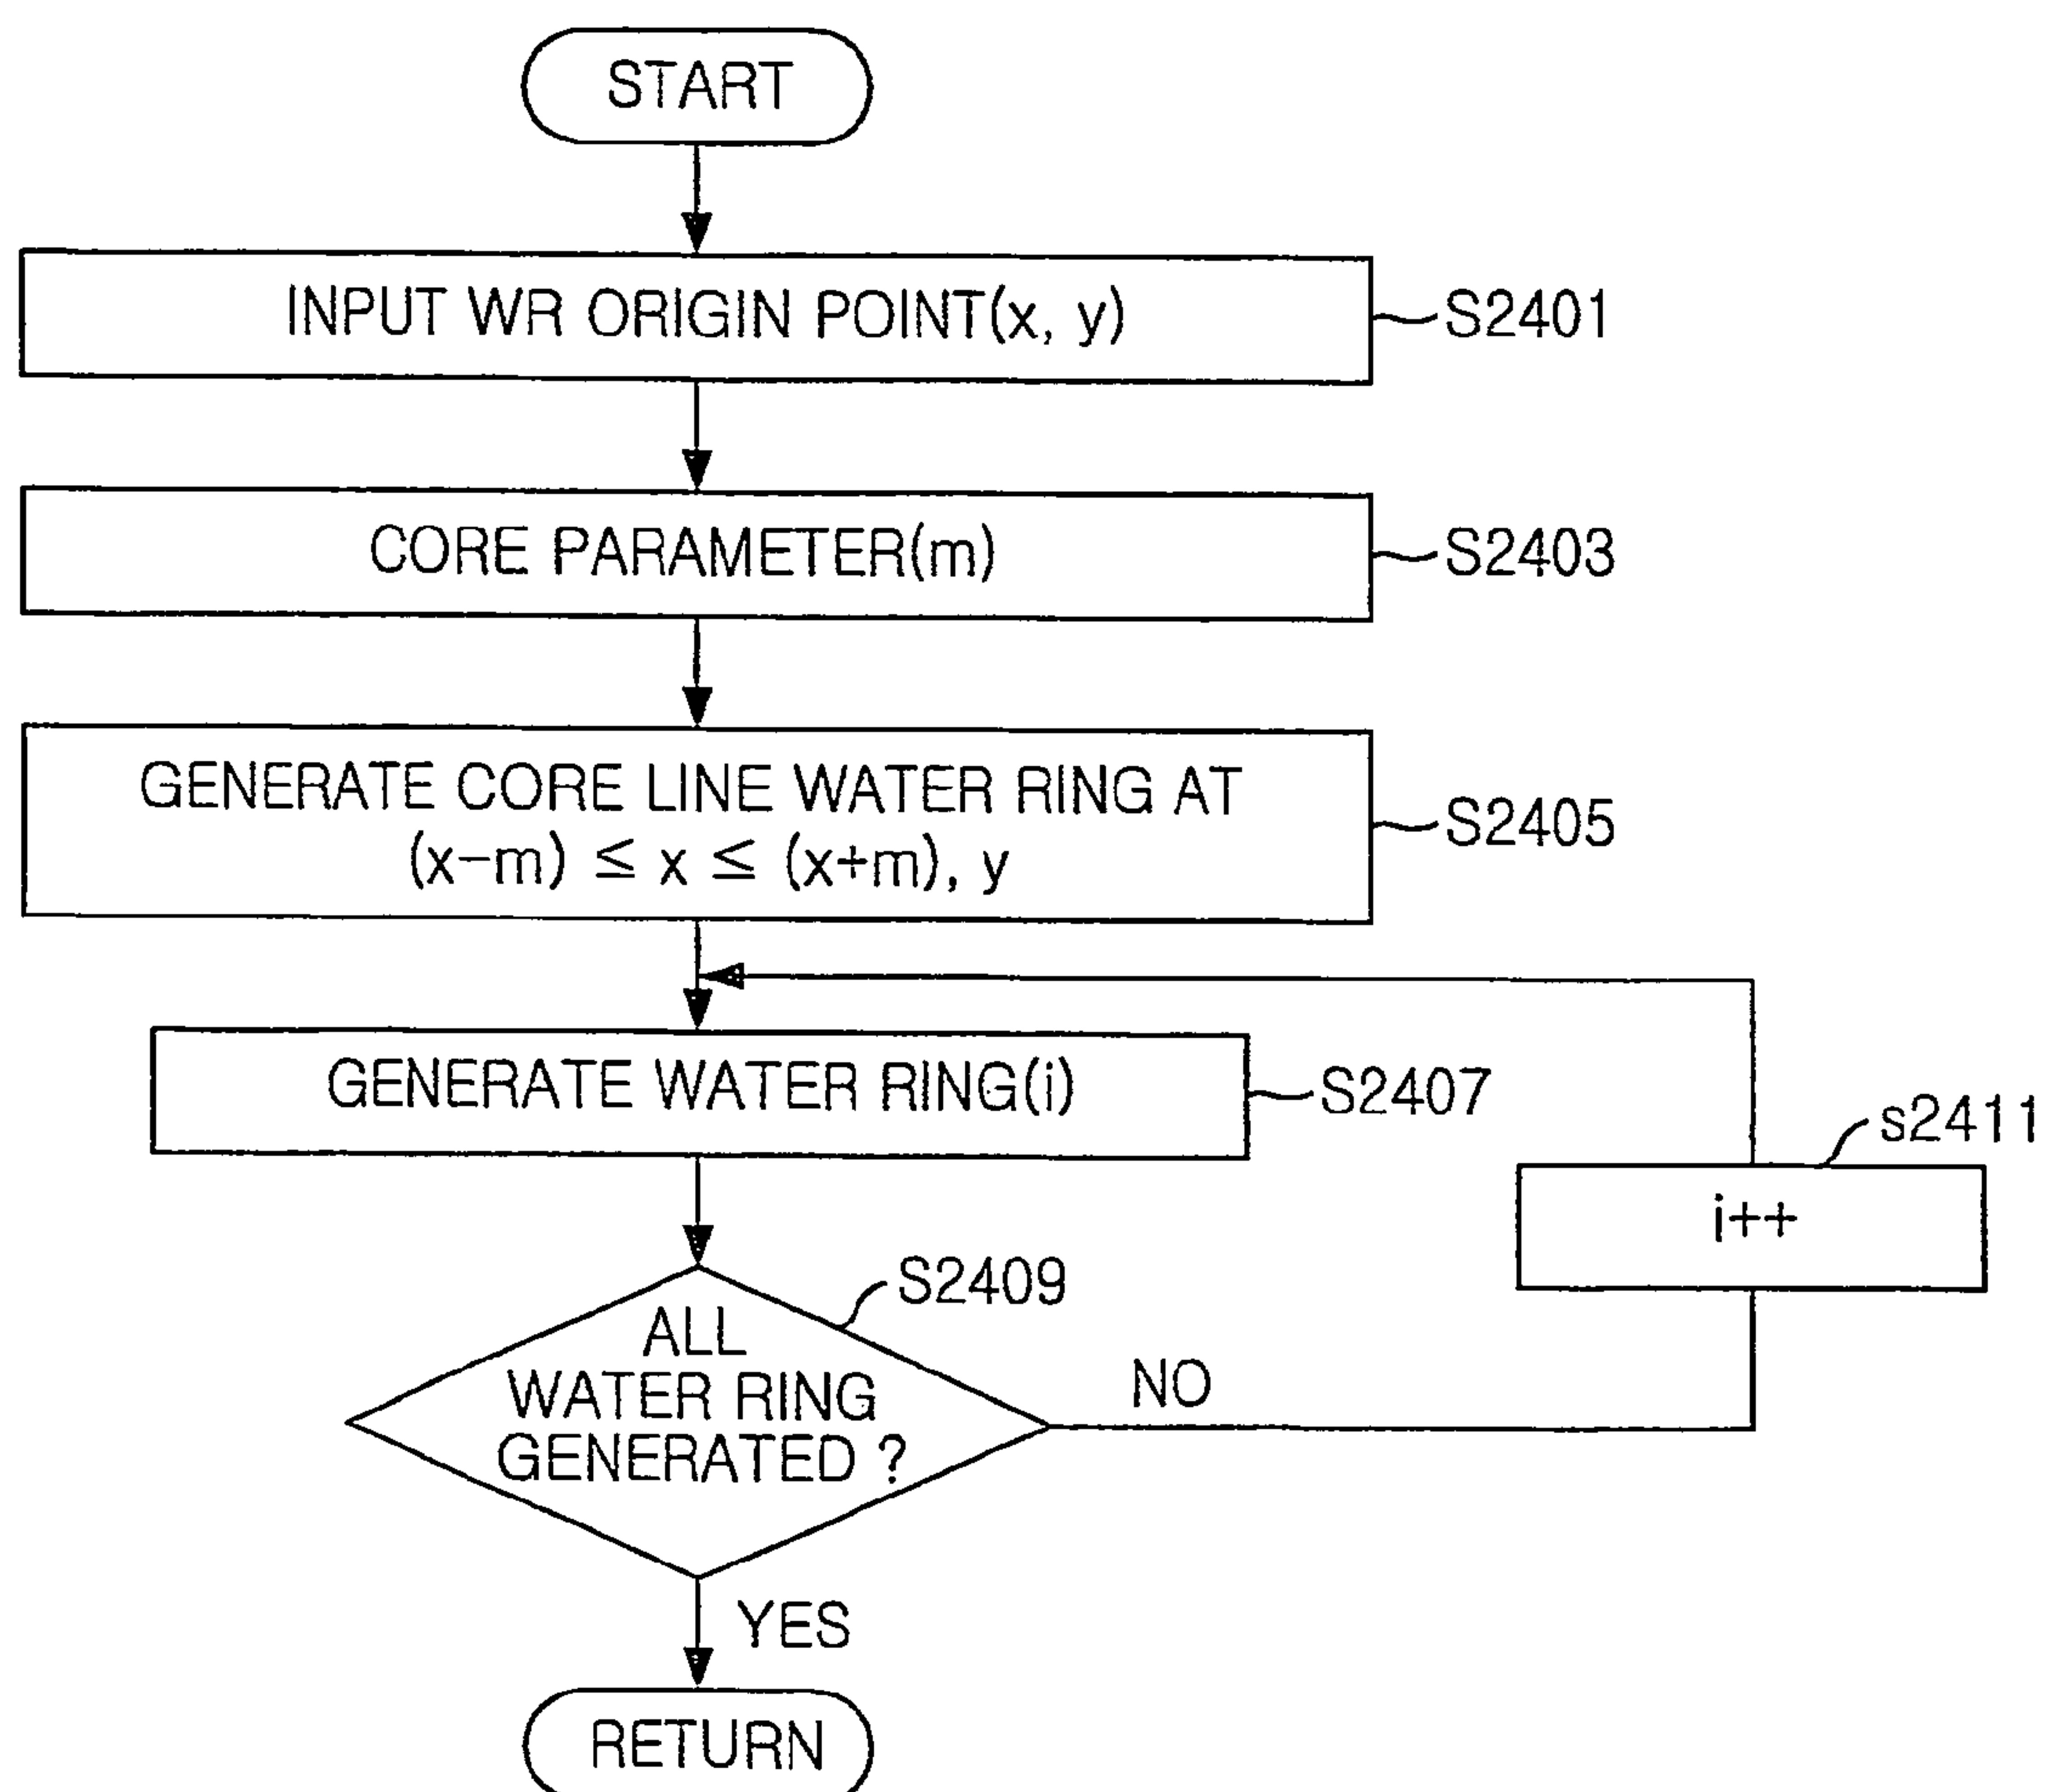 START
INPUT WR ORIGIN POINT(x, y)
S2401
CORE PARAMETER(m)
S2403
GENERATE CORE LINE WATER RING AT
(x-m) ≤ x ≤ (x+m), y
S2405
GENERATE WATER RING(i)
S2407
s2411
i++
S2409
ALL
WATER RING
GENERATED ?
NO
YES
RETURN